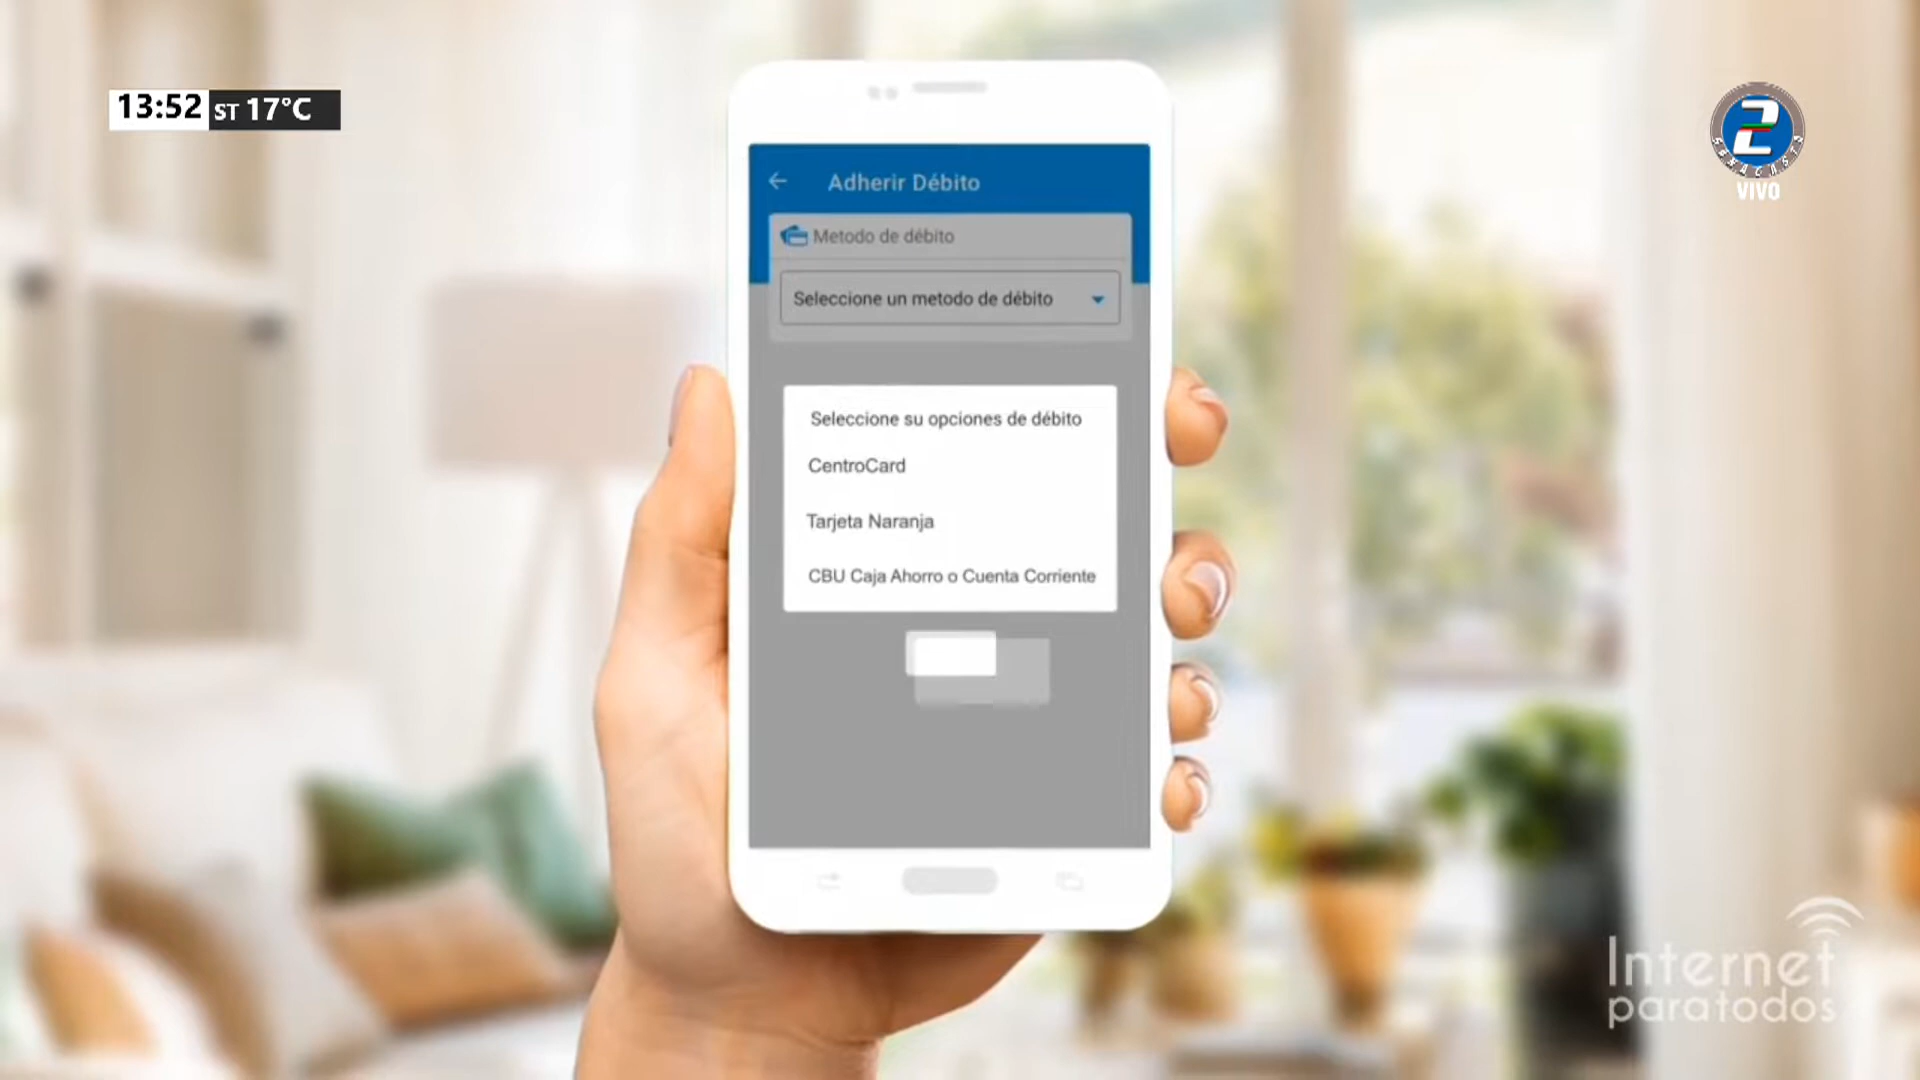 13:52 ST 17°C
VIVO
Adherir Débito
Metodo de débito
Seleccione un metodo de débito
Seleccione su opciones de débito
CentroCard
Tarjeta Naranja
CBU Caja Ahorro o Cuenta Corriente
Internet
paratodos